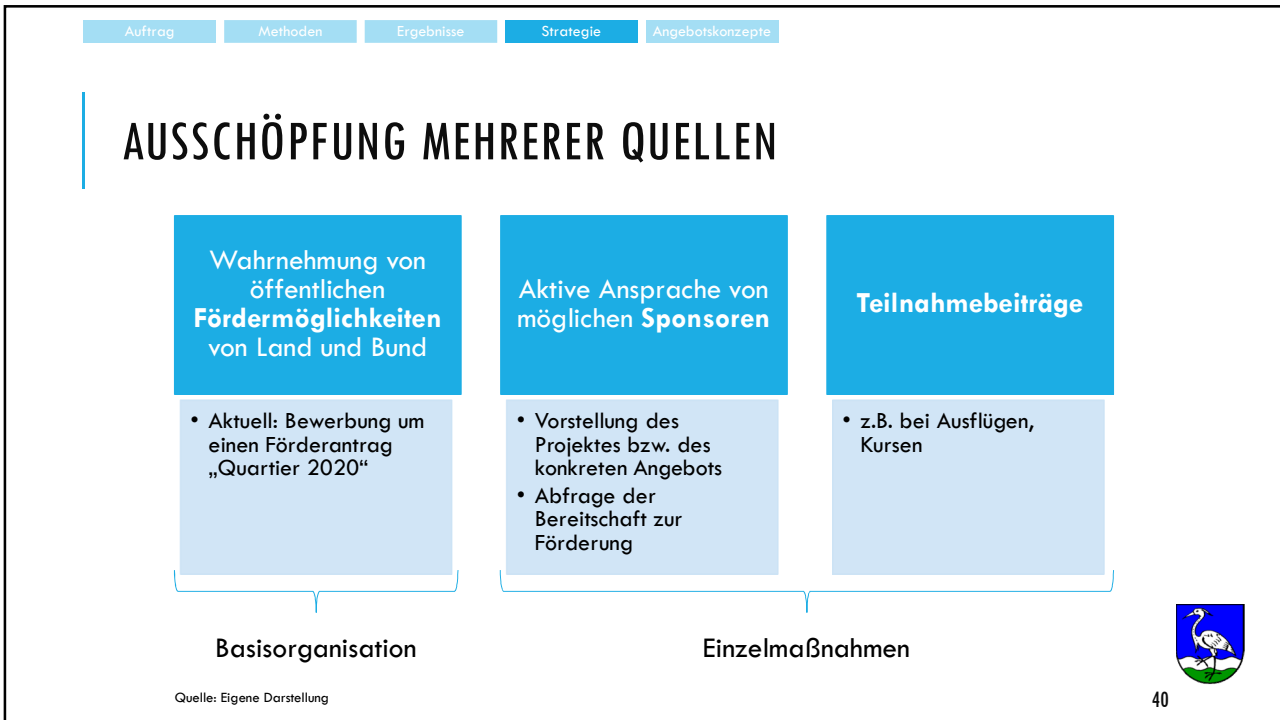 Auftrag
Methoden
Ergebnisse
Strategie
Angebotskonzepte
AUSSCHÖPFUNG MEHRERER QUELLEN
Wahrnehmung von
öffentlichen
Fördermöglichkeiten
von Land und Bund
• Aktuell: Bewerbung um
einen Förderantrag
„Quartier 2020“
Aktive Ansprache von
möglichen Sponsoren
• Vorstellung des
Projektes bzw. des
konkreten Angebots
• Abfrage der
Bereitschaft zur
Förderung
Teilnahmebeiträge
• z.B. bei Ausflügen,
Kursen
Basisorganisation
Einzelmaßnahmen
Quelle: Eigene Darstellung
40